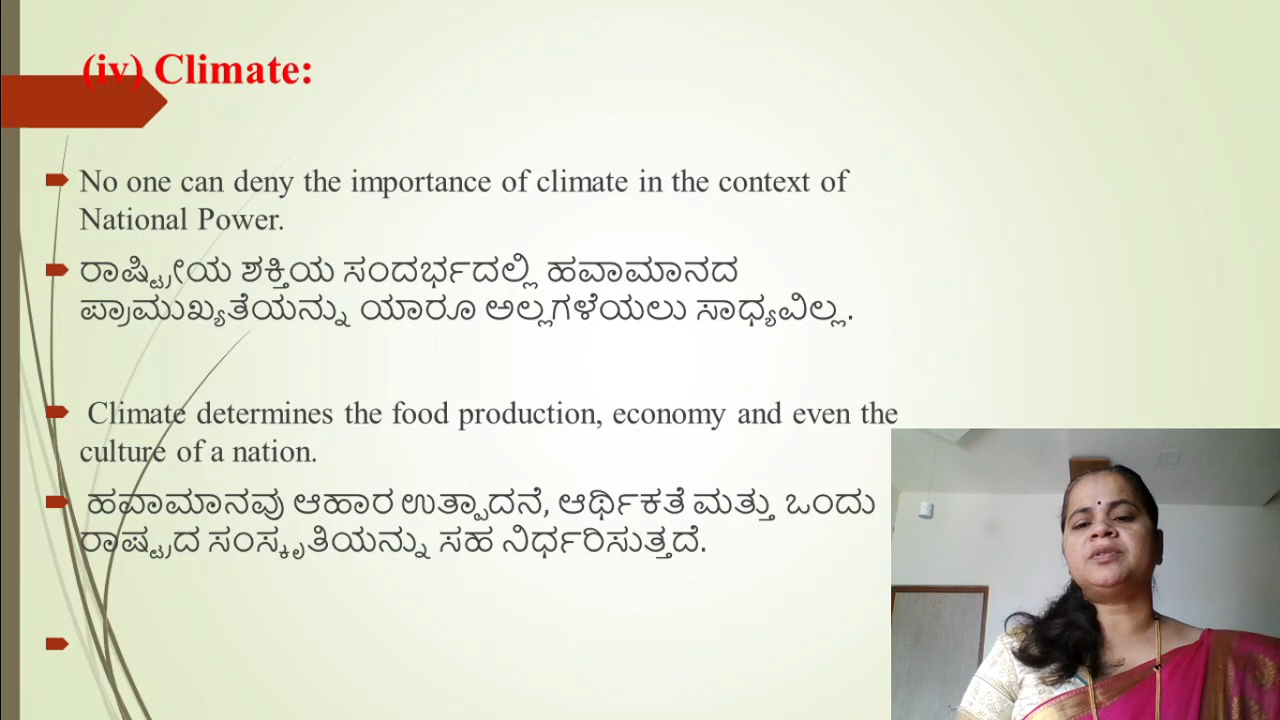 (iv) Climate:
No one can deny the importance of climate in the context of
National Power.
ರಾಷ್ಟ್ರೀಯ ಶಕ್ತಿಯ ಸಂದರ್ಭದಲ್ಲಿ ಹವಾಮಾನದ
ಪ್ರಾಮುಖ್ಯತೆಯನ್ನು ಯಾರೂ ಅಲ್ಲಗಳೆಯಲು ಸಾಧ್ಯವಿಲ್ಲ.
Climate determines the food production, economy and even the
culture of a nation.
ಹವಾಮಾನವು ಆಹಾರ ಉತ್ಪಾದನೆ, ಆರ್ಥಿಕತೆ ಮತ್ತು ಒಂದು
ರಾಷ್ಟ್ರದ ಸಂಸ್ಕೃತಿಯನ್ನು ಸಹ ನಿರ್ಧರಿಸುತ್ತದೆ.